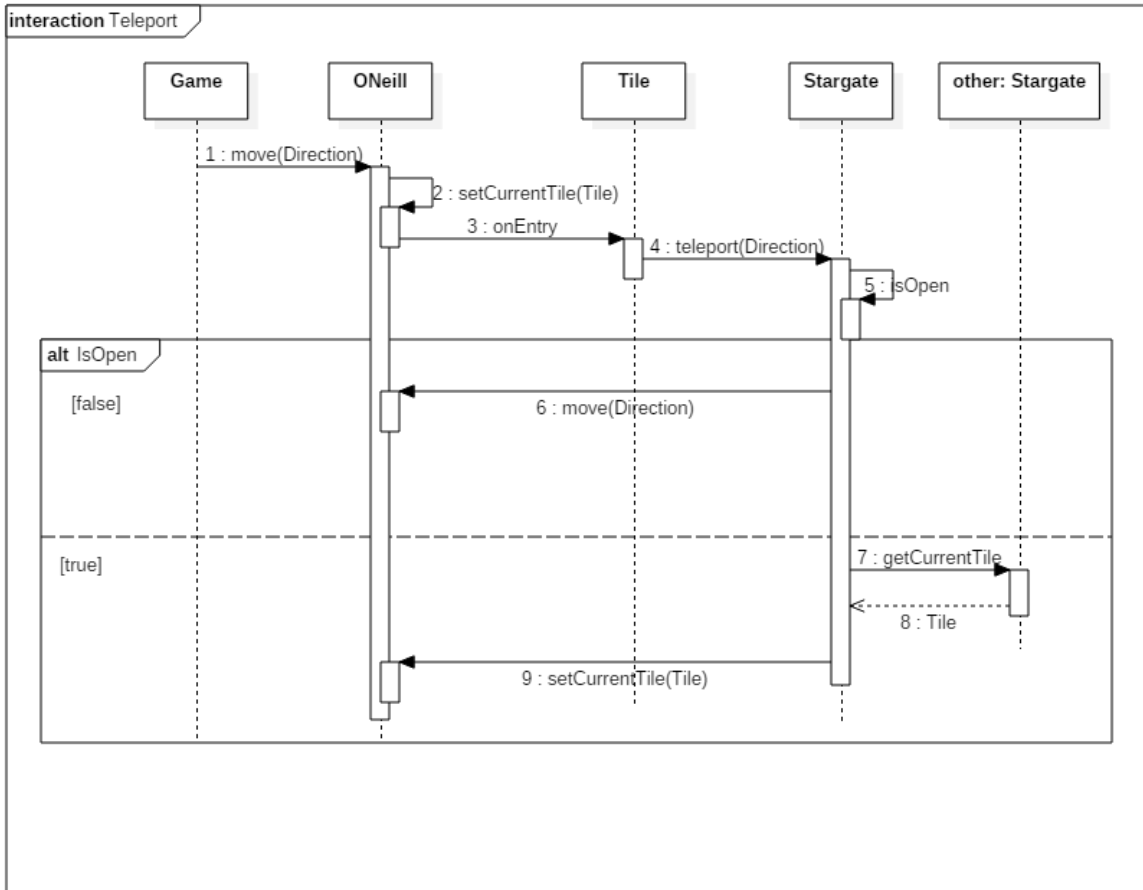 interaction Teleport
Game
ONeill
Tile
Stargate
other: Stargate
1 : move(Direction)
2 : setCurrentTile(Tile)
3 : onEntry
4 : teleport(Direction)
5 : isOpen
alt IsOpen
[false]
6 : move(Direction)
[true]
7 : getCurrentTile
8 : Tile
9 : setCurrentTile(Tile)